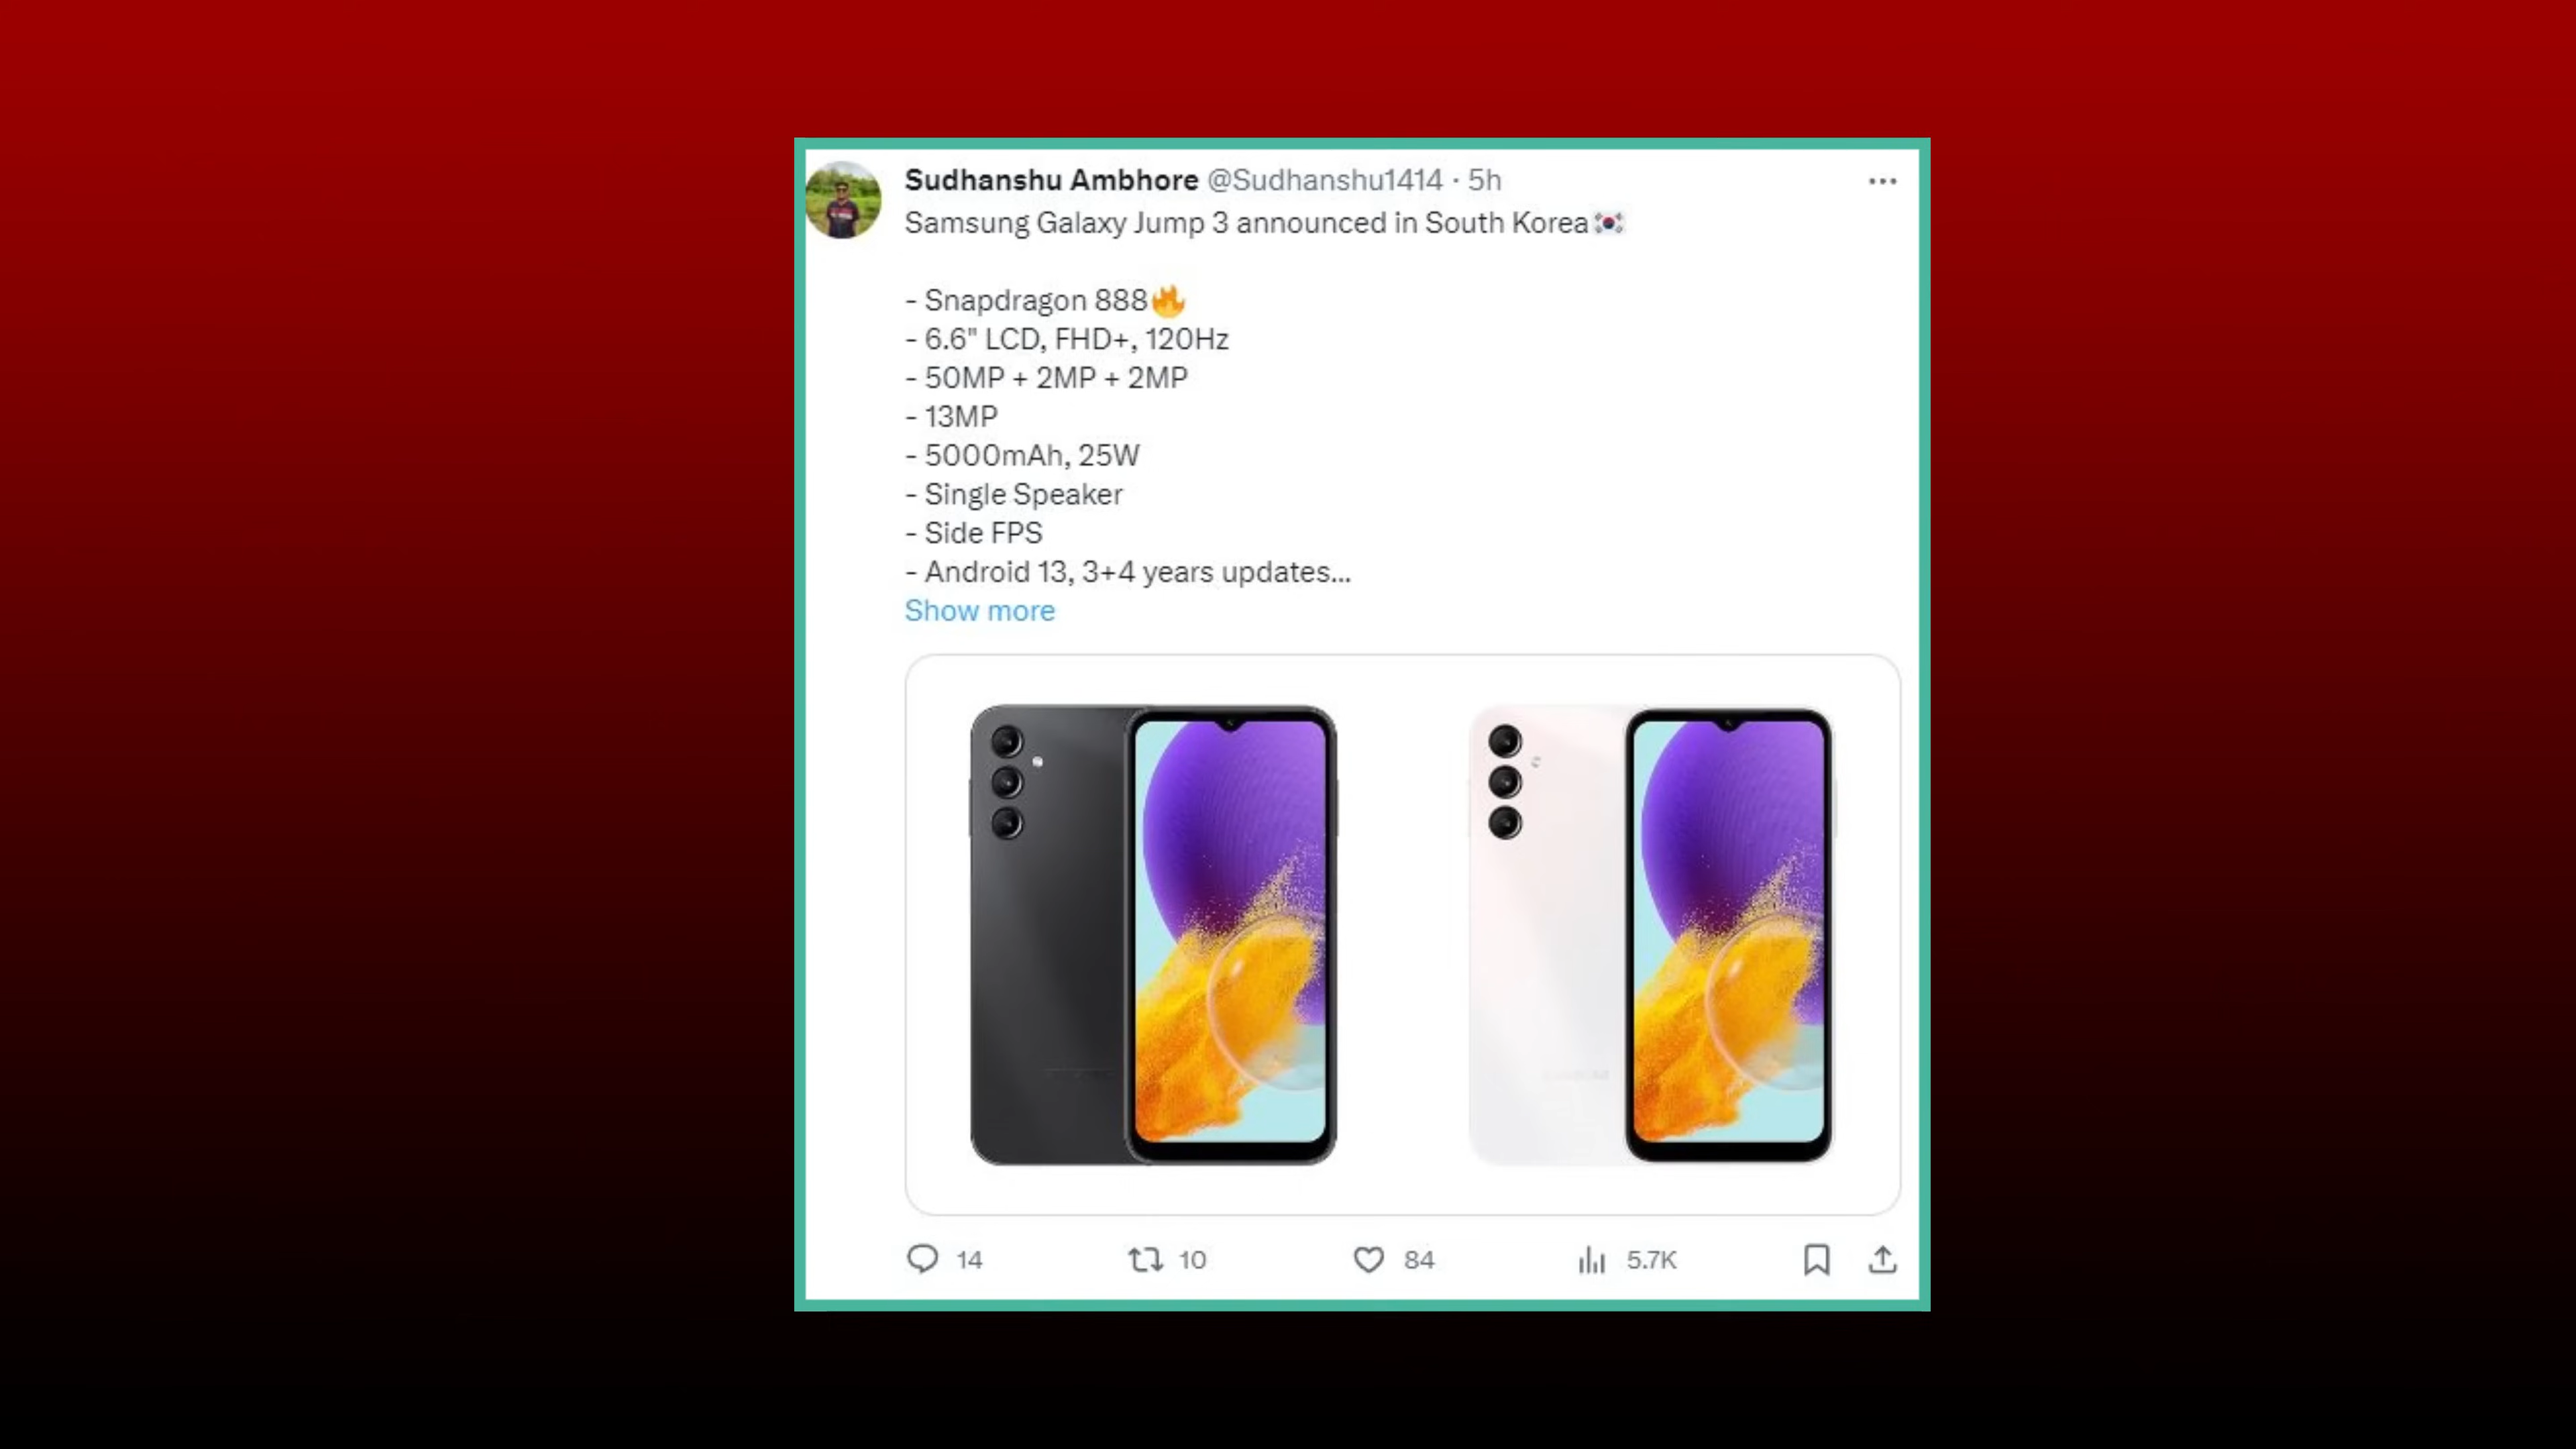 Sudhanshu Ambhore @Sudhanshu1414 · 5h
Samsung Galaxy Jump 3 announced in South Korea🇰🇷
- Snapdragon 888🔥
- 6.6" LCD, FHD+, 120Hz
- 50MP + 2MP + 2MP
- 13MP
- 5000mAh, 25W
- Single Speaker
- Side FPS
- Android 13, 3+4 years updates...
Show more
14 10 84 5.7K